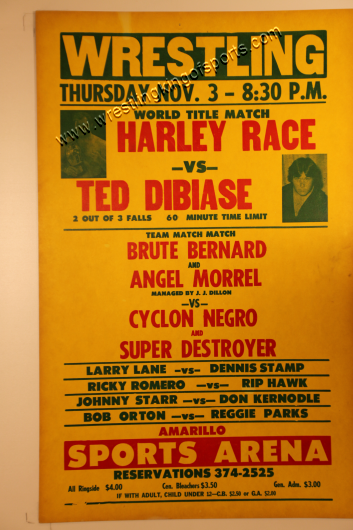 WRESTLING
THURSDAY NOV. 3 - 8:30 P.M.
WORLD TITLE MATCH
HARLEY RACE
-VS-
TED DIBIASE
2 OUT OF 3 FALLS 60 MINUTE TIME LIMIT
TEAM MATCH MATCH
BRUTE BERNARD
AND
ANGEL MORREL
MANAGED BY J. J. DILLON
-VS-
CYCLON NEGRO
AND
SUPER DESTROYER
LARRY LANE -vs- DENNIS STAMP
RICKY ROMERO -vs- RIP HAWK
JOHNNY STARR -vs- DON KERNODLE
BOB ORTON -vs- REGGIE PARKS
AMARILLO
SPORTS ARENA
RESERVATIONS 374-2525
All Ringside $4.00 Cen. Bleachers $3.50 Gen. Adm. $3.00
IF WITH ADULT, CHILD UNDER 12-C.B. $2.50 or G.A. $2.00
www.wrestlingkingofsports.com